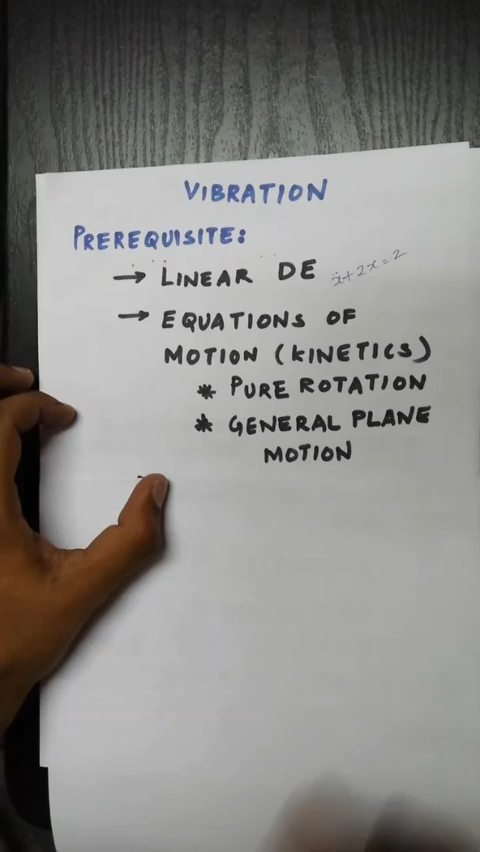 VIBRATION
PREREQUISITE:
→ LINEAR DE ẍ+2x=2
→ EQUATIONS OF
MOTION (KINETICS)
* PURE ROTATION
* GENERAL PLANE
MOTION